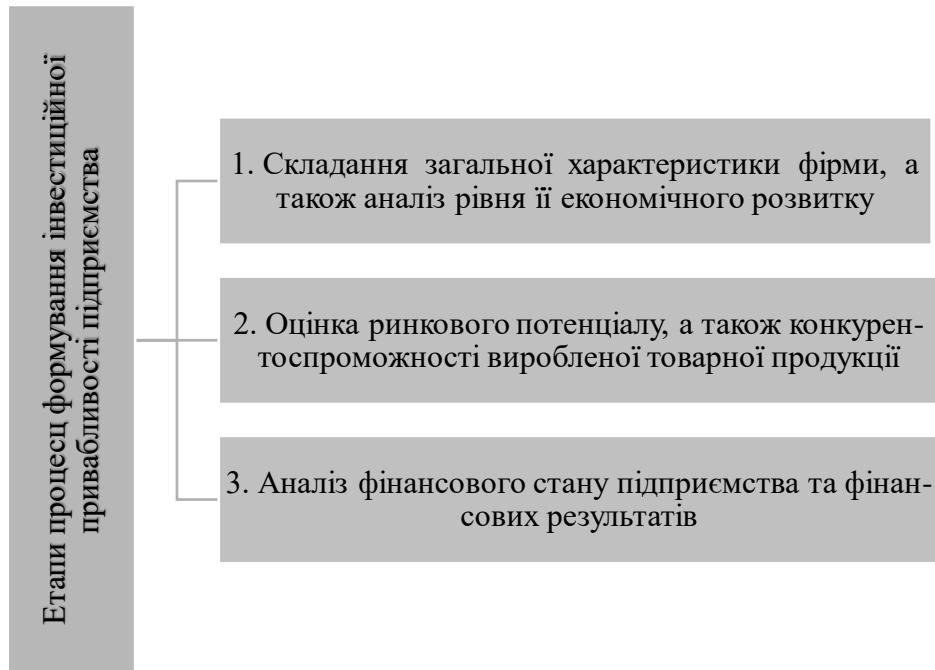 Етапи процесц формування інвестиційної
привабливості підприємства
1. Складання загальної характеристики фірми, а
також аналіз рівня її економічного розвитку
2. Оцінка ринкового потенціалу, а також конкурен-
тоспроможності виробленої товарної продукції
3. Аналіз фінансового стану підприємства та фінан-
сових результатів